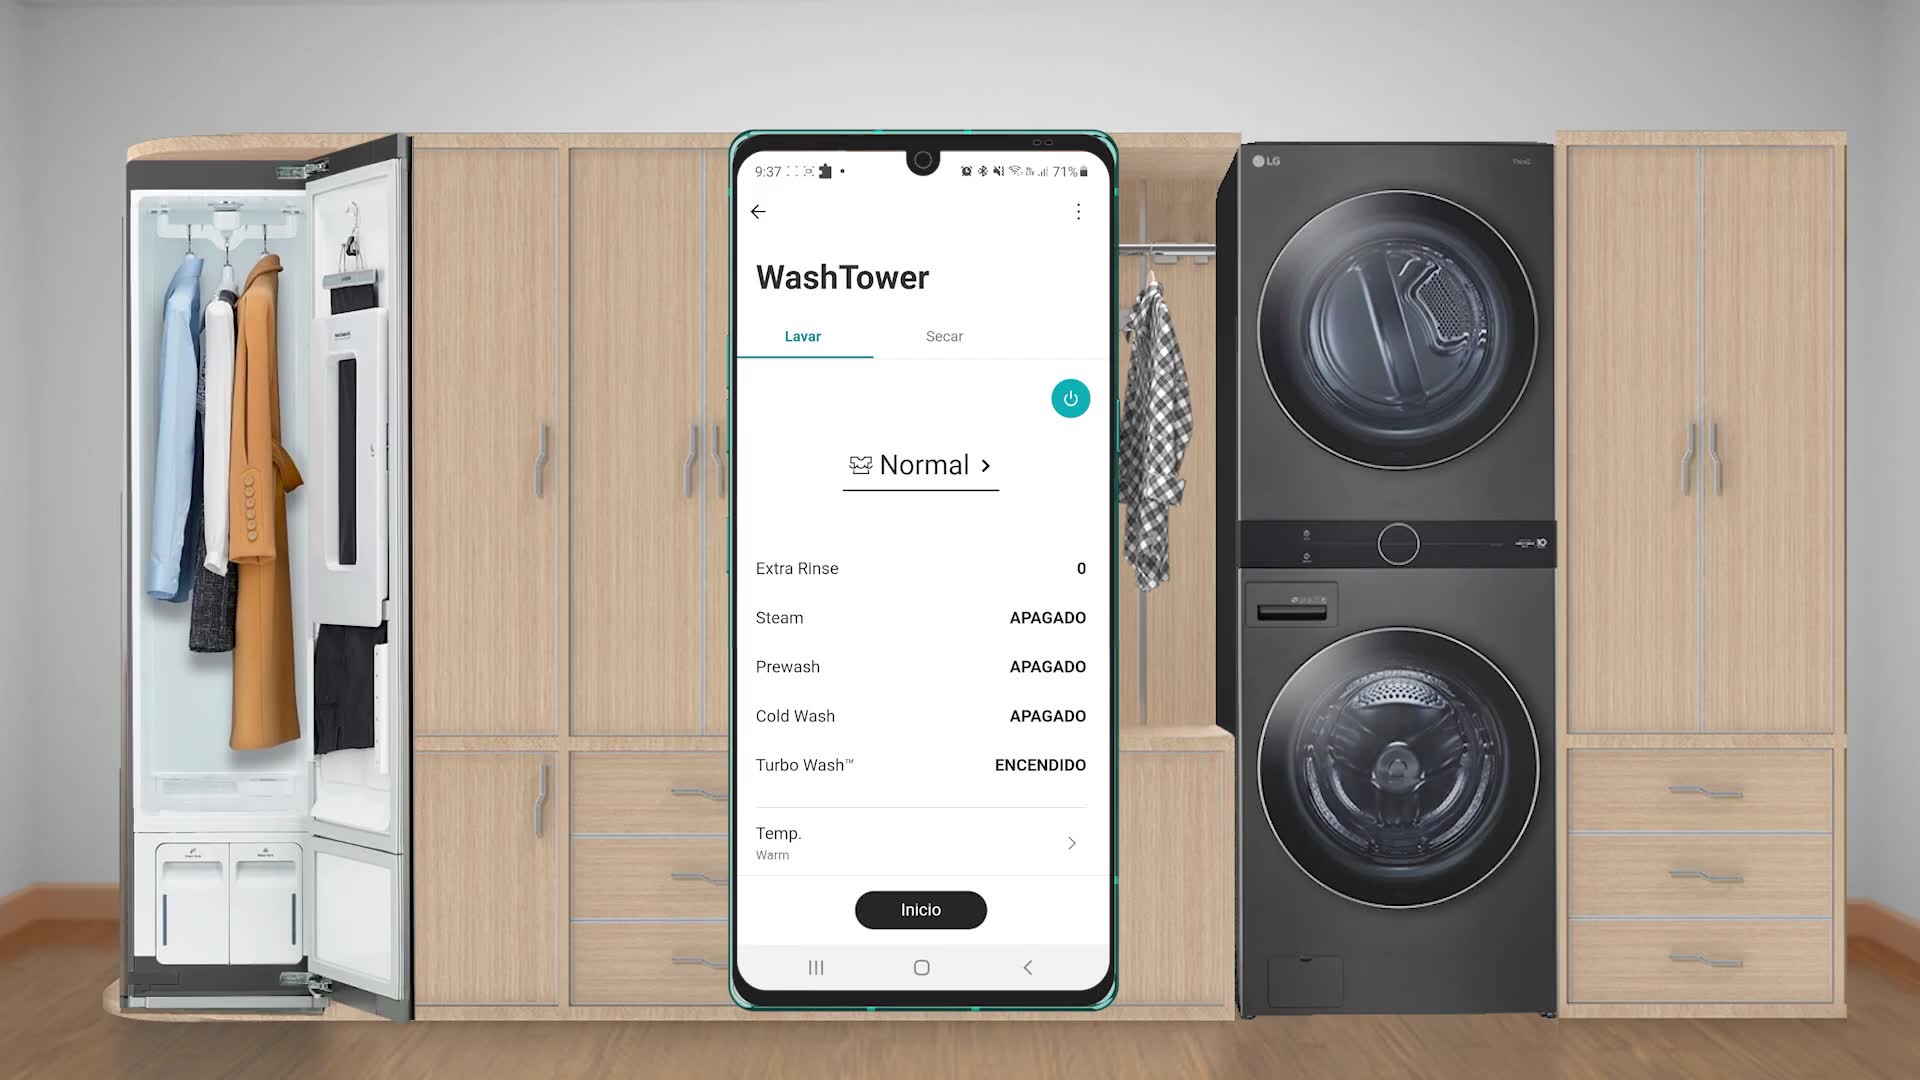 9:37
71%
WashTower
Lavar
Secar
Normal
Extra Rinse
0
Steam
APAGADO
Prewash
APAGADO
Cold Wash
APAGADO
Turbo Wash™
ENCENDIDO
Temp.
Warm
Inicio
LG
ThinQ